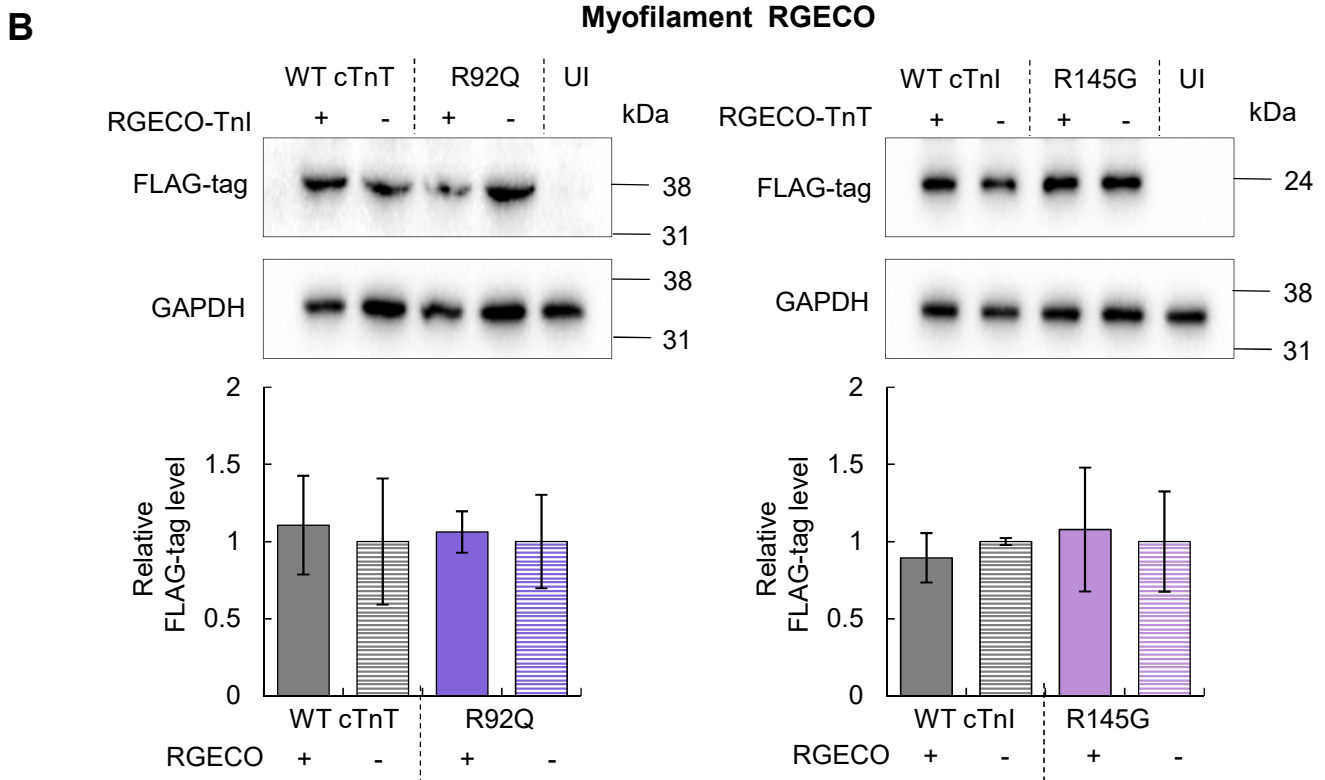 B
Myofilament RGECO
WT cTnT R92Q UI
RGECO-TnI + - + - kDa
FLAG-tag 38
31
GAPDH 38
31
Relative
FLAG-tag level
2
1.5
1
0.5
0
WT cTnT R92Q
RGECO + - + -
WT cTnI R145G UI
RGECO-TnT + - + - kDa
FLAG-tag 24
GAPDH 38
31
Relative
FLAG-tag level
2
1.5
1
0.5
0
WT cTnI R145G
RGECO + - + -